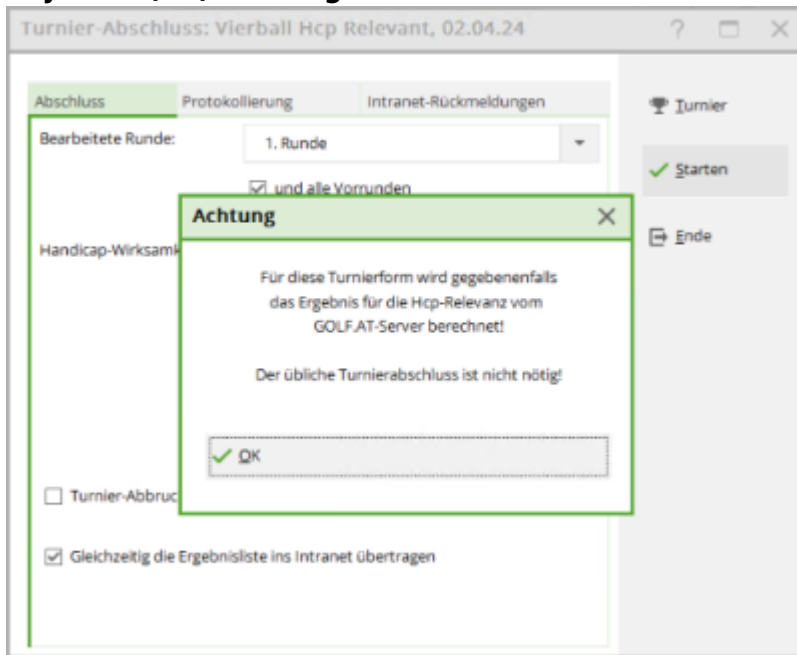 Turnier-Abschluss: Vierball Hcp Relevant, 02.04.24
Abschluss Protokollierung Intranet-Rückmeldungen
Turnier
Bearbeitete Runde: 1. Runde
Starten
und alle Vorrunden
Achtung
Ende
Handicap-Wirksamk
Für diese Turnierform wird gegebenenfalls
das Ergebnis für die Hcp-Relevanz vom
GOLF.AT-Server berechnet!
Der übliche Turnierabschluss ist nicht nötig!
OK
Turnier-Abbruc
Gleichzeitig die Ergebnisliste ins Intranet übertragen